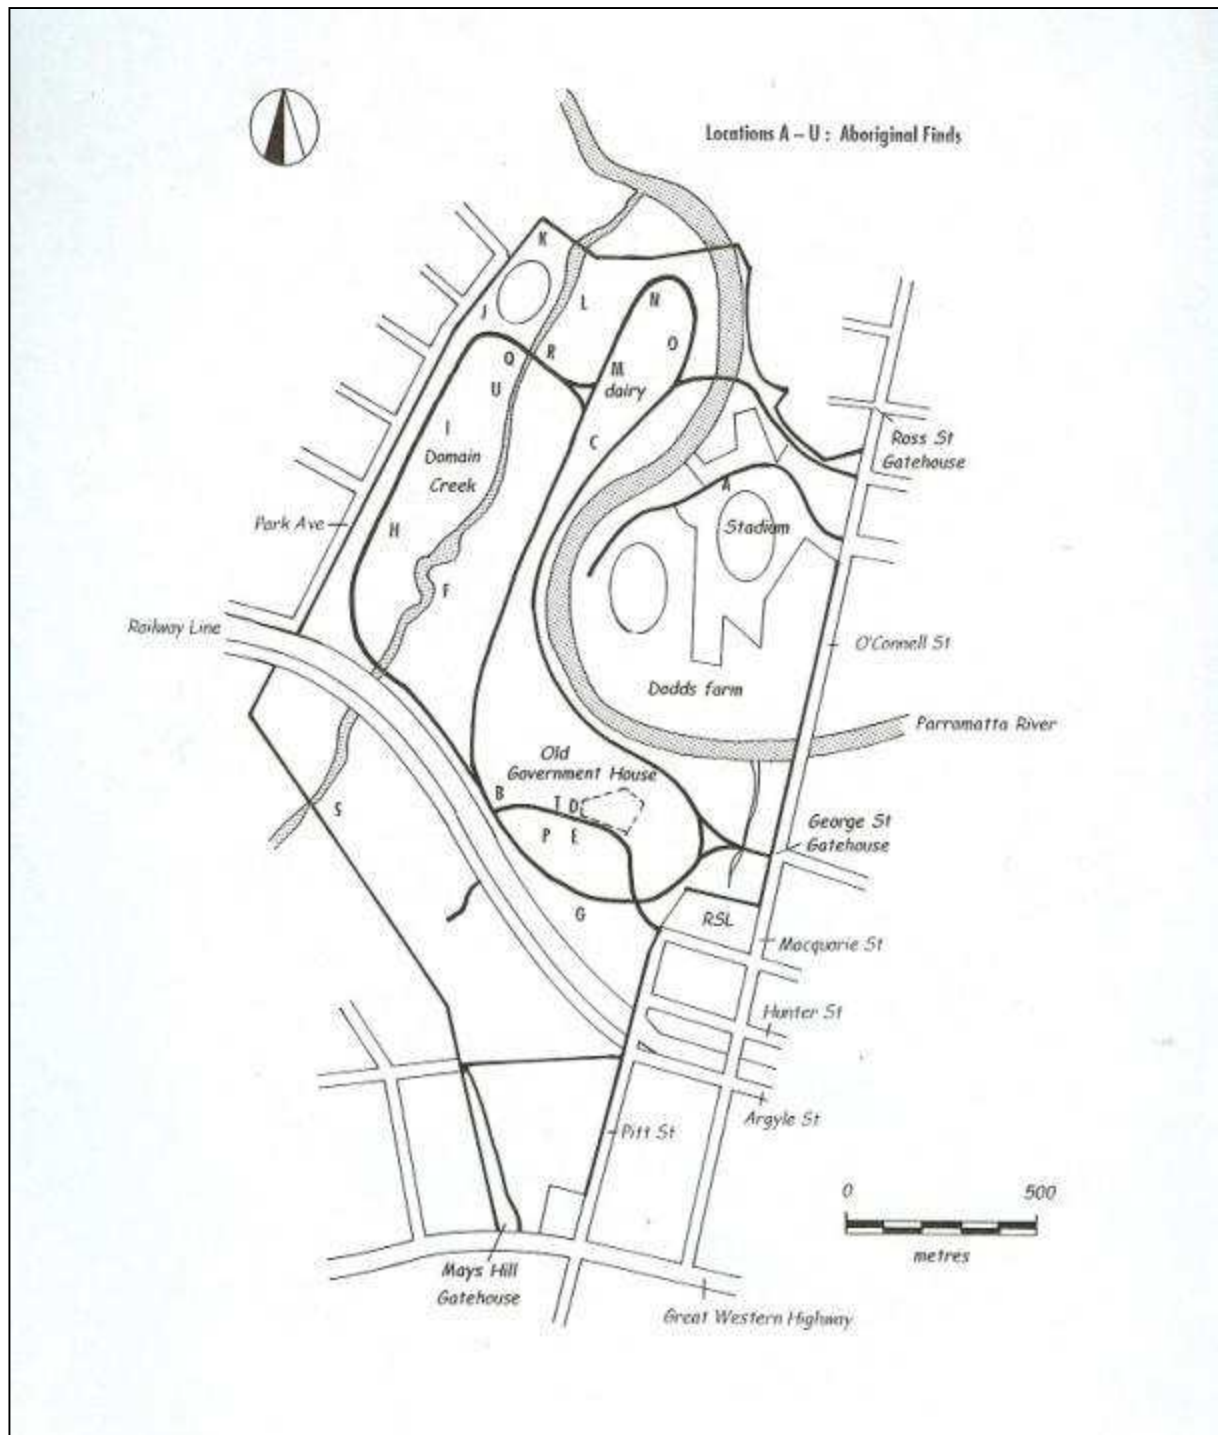 Locations A – U : Aboriginal Finds
K
L
N
J
O
R
Q
M
dairy
U
C
I
Domain
Creek
Ross St
Gatehouse
A
Stadium
Park Ave
H
F
Railway Line
O'Connell St
Dodds farm
Parramatta River
Old
Government House
B
T D
S
P E
George St
Gatehouse
G
RSL
Macquarie St
Hunter St
Argyle St
Pitt St
0 500
metres
Mays Hill
Gatehouse
Great Western Highway